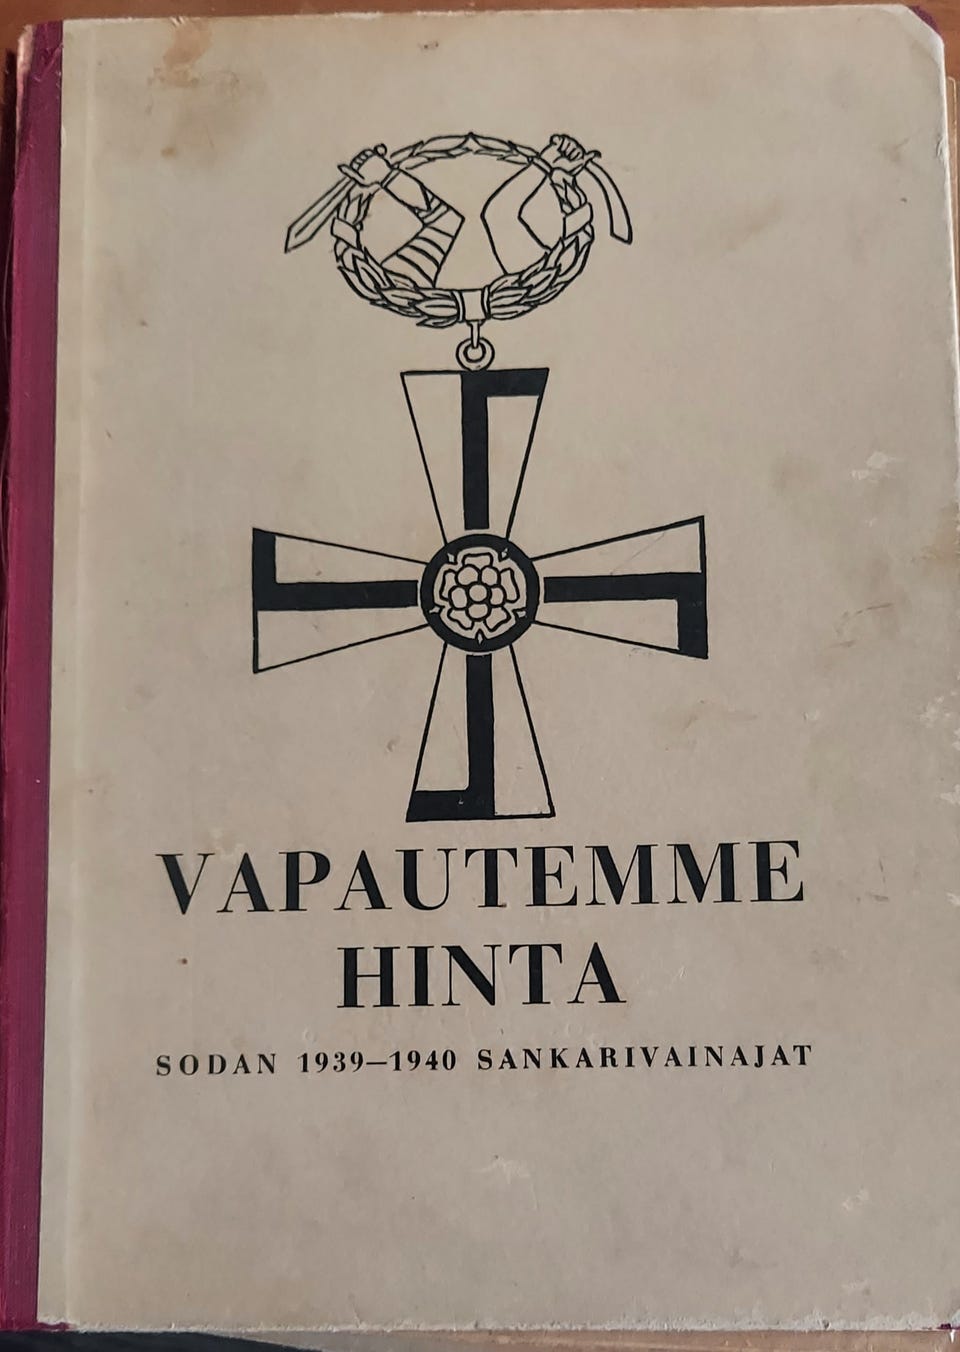 VAPAUTEMME
HINTA
SODAN 1939–1940 SANKARIVAINAJAT